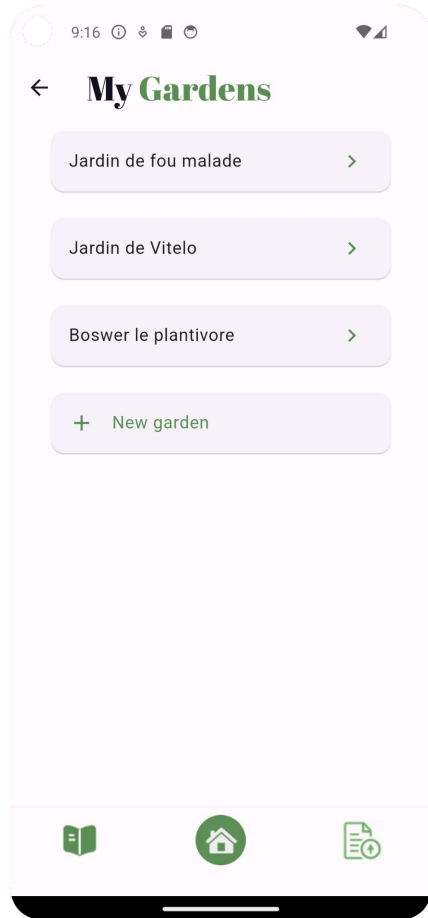 9:16
My Gardens
Jardin de fou malade
Jardin de Vitelo
Boswer le plantivore
New garden